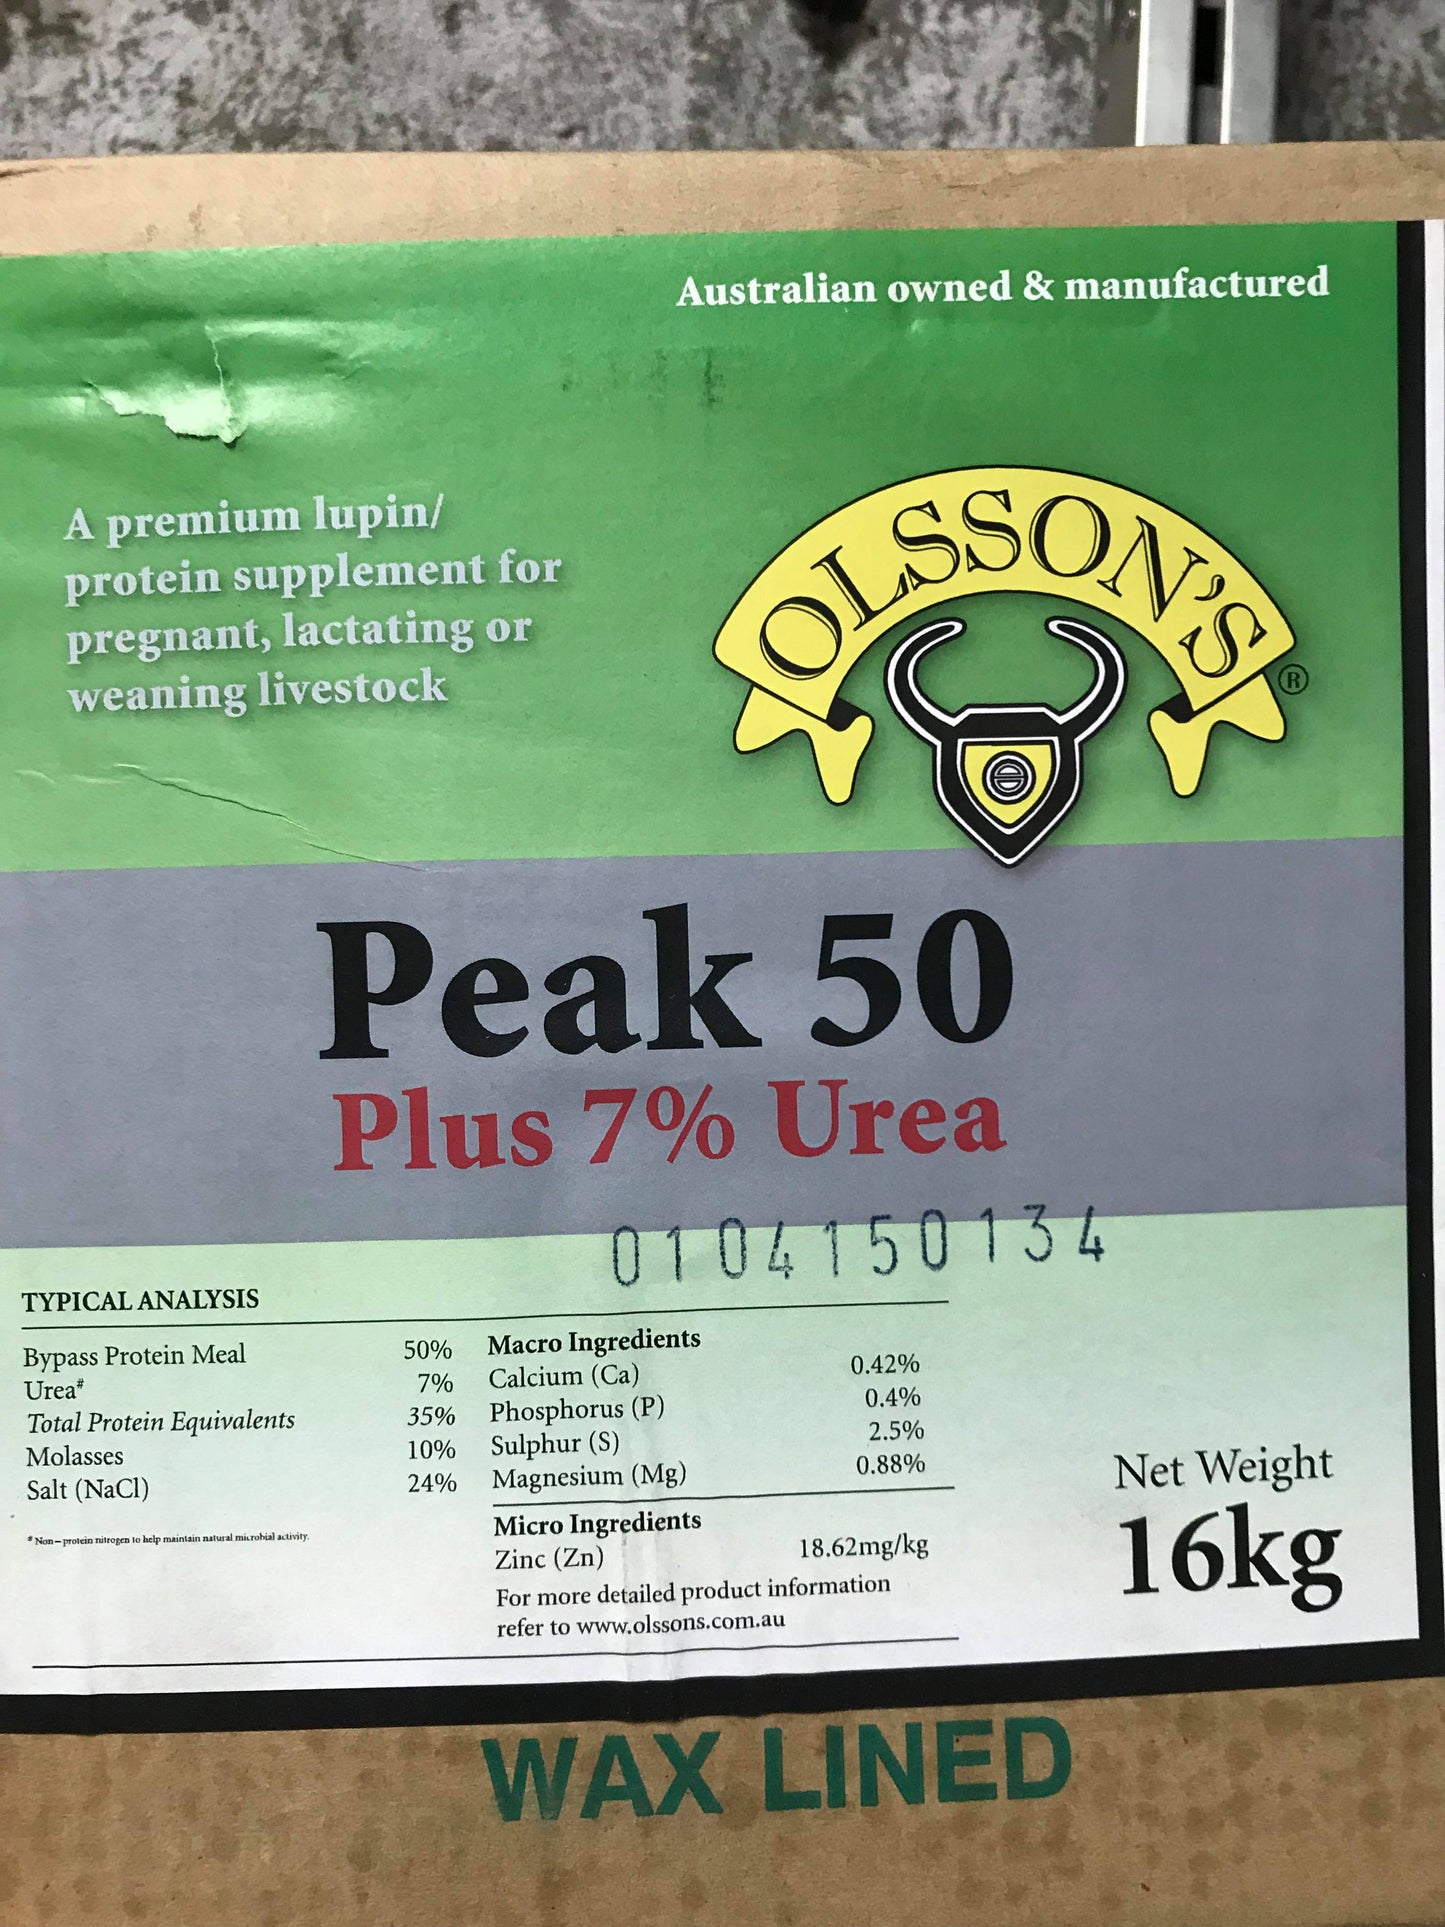 Australian owned & manufactured
A premium lupin/
protein supplement for
pregnant, lactating or
weaning livestock
OLSSON'S
®
Peak 50
Plus 7% Urea
0104150134
TYPICAL ANALYSIS
Bypass Protein Meal 50%
Urea# 7%
Total Protein Equivalents 35%
Molasses 10%
Salt (NaCl) 24%
# Non–protein nitrogen to help maintain natural microbial activity.
Macro Ingredients
Calcium (Ca) 0.42%
Phosphorus (P) 0.4%
Sulphur (S) 2.5%
Magnesium (Mg) 0.88%
Micro Ingredients
Zinc (Zn) 18.62mg/kg
For more detailed product information
refer to www.olssons.com.au
Net Weight
16kg
WAX LINED